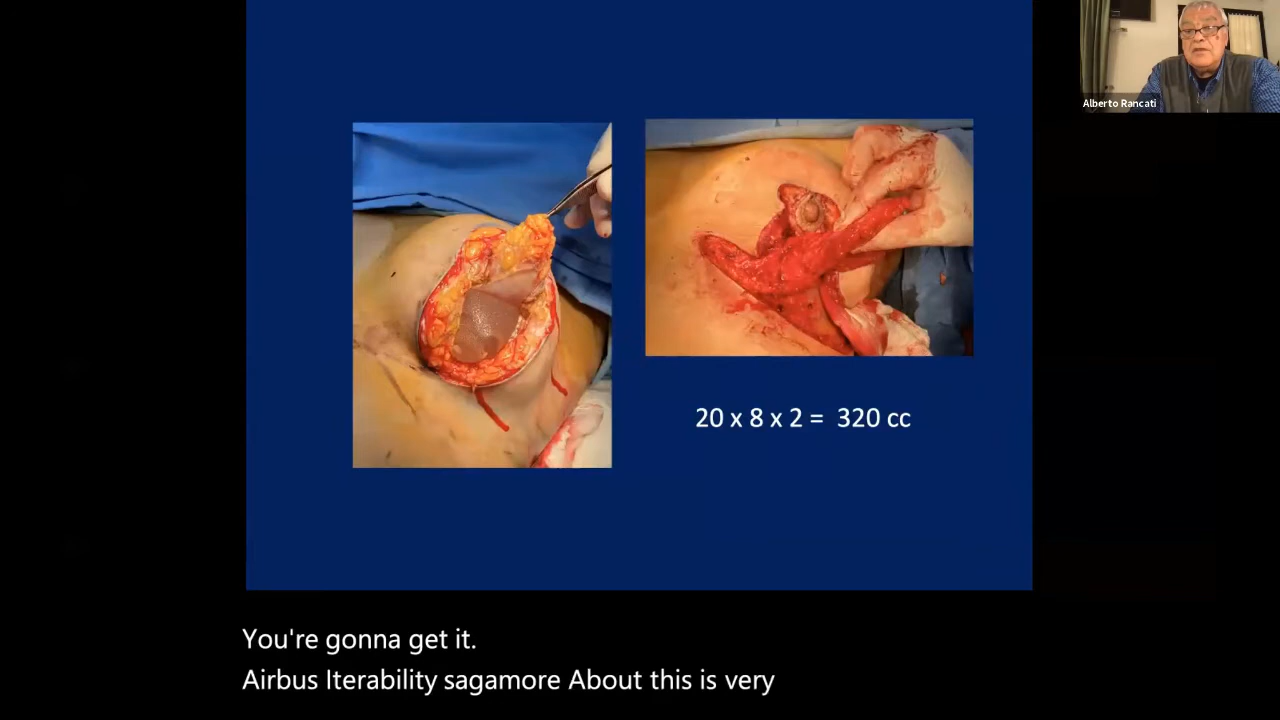 Alberto Rancati
20 x 8 x 2 =  320 cc
You're gonna get it.
Airbus Iterability sagamore About this is very